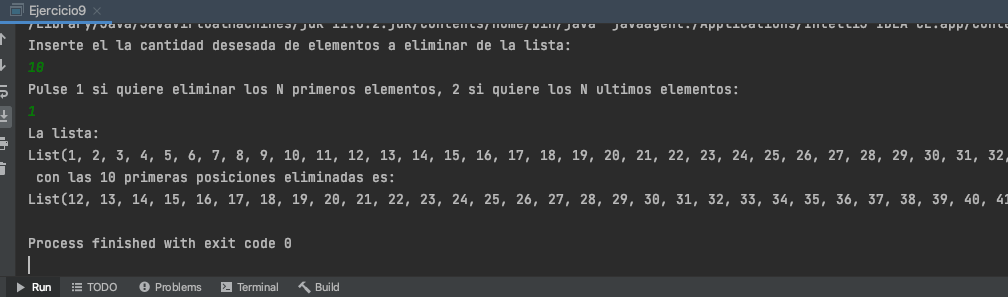 Ejercicio9
/Library/Java/JavaVirtualMachines/jdk-11.0.2.jdk/Contents/Home/bin/java -javaagent:/Applications/IntelliJ IDEA CE.app/Conte
Inserte el la cantidad desesada de elementos a eliminar de la lista:
10
Pulse 1 si quiere eliminar los N primeros elementos, 2 si quiere los N ultimos elementos:
1
La lista:
List(1, 2, 3, 4, 5, 6, 7, 8, 9, 10, 11, 12, 13, 14, 15, 16, 17, 18, 19, 20, 21, 22, 23, 24, 25, 26, 27, 28, 29, 30, 31, 32,
con las 10 primeras posiciones eliminadas es:
List(12, 13, 14, 15, 16, 17, 18, 19, 20, 21, 22, 23, 24, 25, 26, 27, 28, 29, 30, 31, 32, 33, 34, 35, 36, 37, 38, 39, 40, 41
Process finished with exit code 0
Run TODO Problems Terminal Build